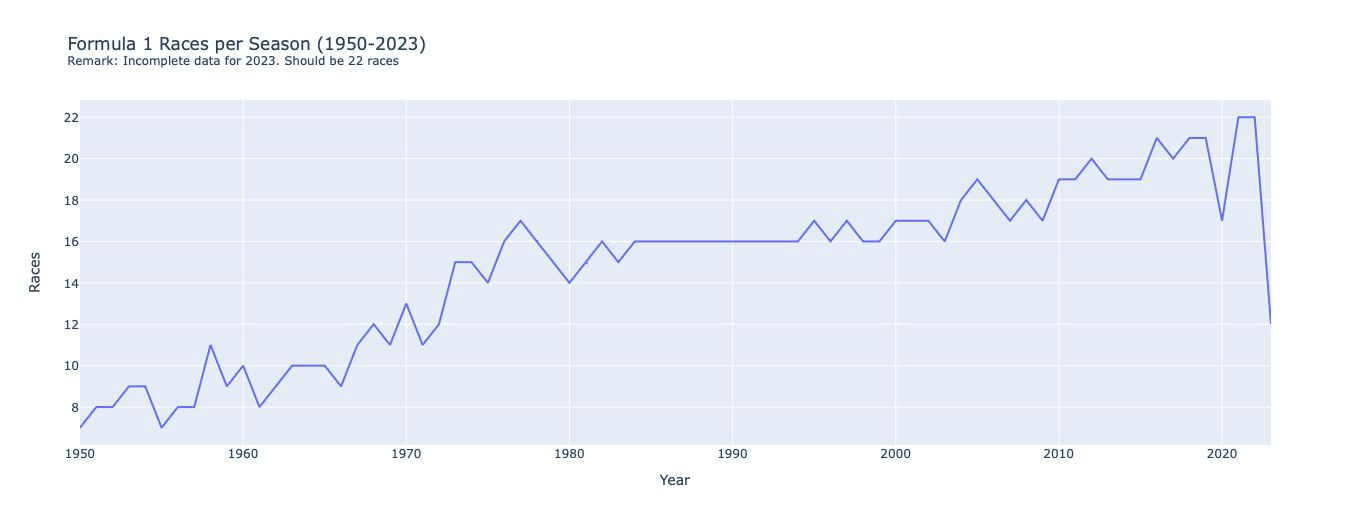 Formula 1 Races per Season (1950-2023)
Remark: Incomplete data for 2023. Should be 22 races
22
20
18
16
14
12
10
8
Races
1950 1960 1970 1980 1990 2000 2010 2020
Year